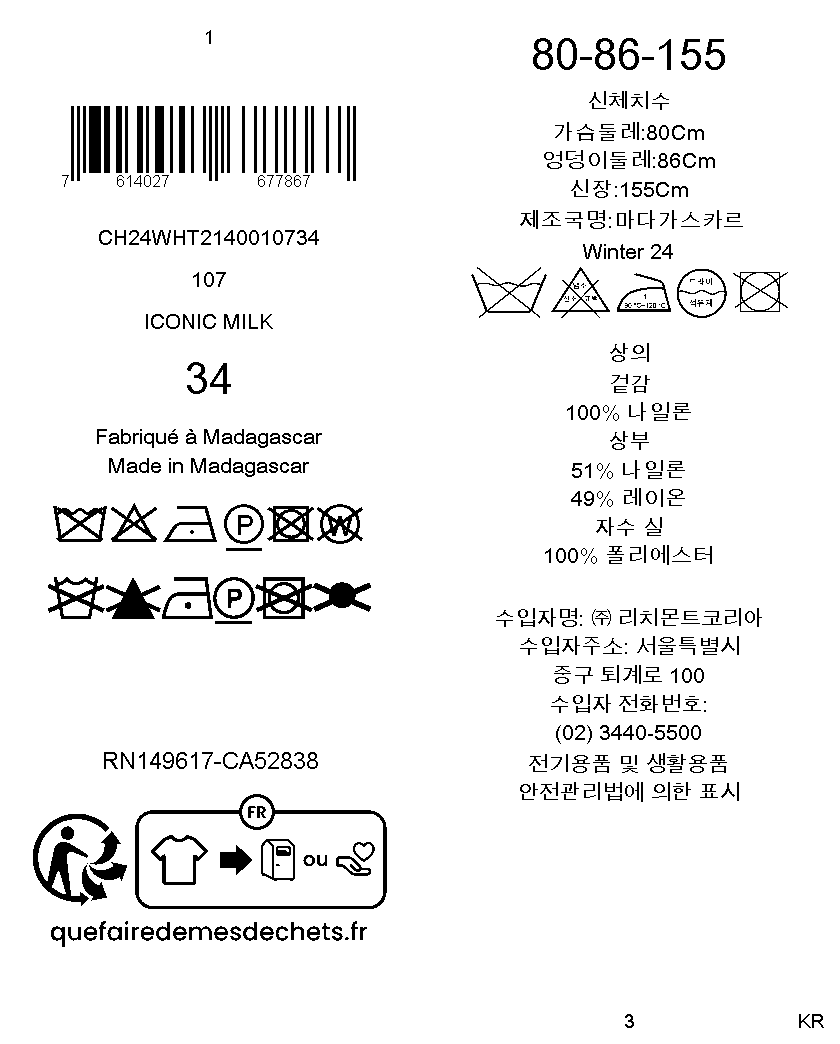 1
7 614027 677867
CH24WHT2140010734
107
ICONIC MILK
34
Fabriqué à Madagascar
Made in Madagascar
P W
P
RN149617-CA52838
FR
ou
quefairedemesdechets.fr
80-86-155
신체치수
가슴둘레:80Cm
엉덩이둘레:86Cm
신장:155Cm
제조국명:마다가스카르
Winter 24
드라이
석유계
상의
겉감
100% 나일론
상부
51% 나일론
49% 레이온
자수 실
100% 폴리에스터
수입자명: ㈜ 리치몬트코리아
수입자주소: 서울특별시
중구 퇴계로 100
수입자 전화번호:
(02) 3440-5500
전기용품 및 생활용품
안전관리법에 의한 표시
3 KR